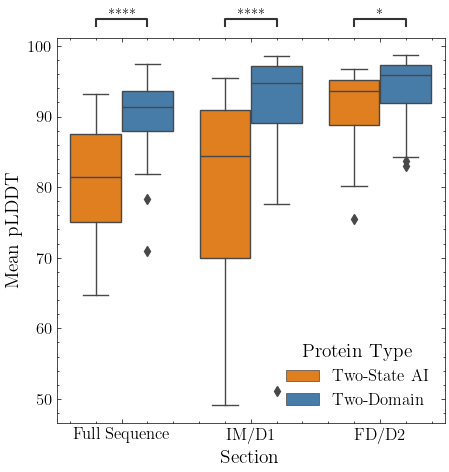 ****
****
*
100
90
80
70
60
50
Mean pLDDT
Protein Type
Two-State AI
Two-Domain
Full Sequence
IM/D1
FD/D2
Section